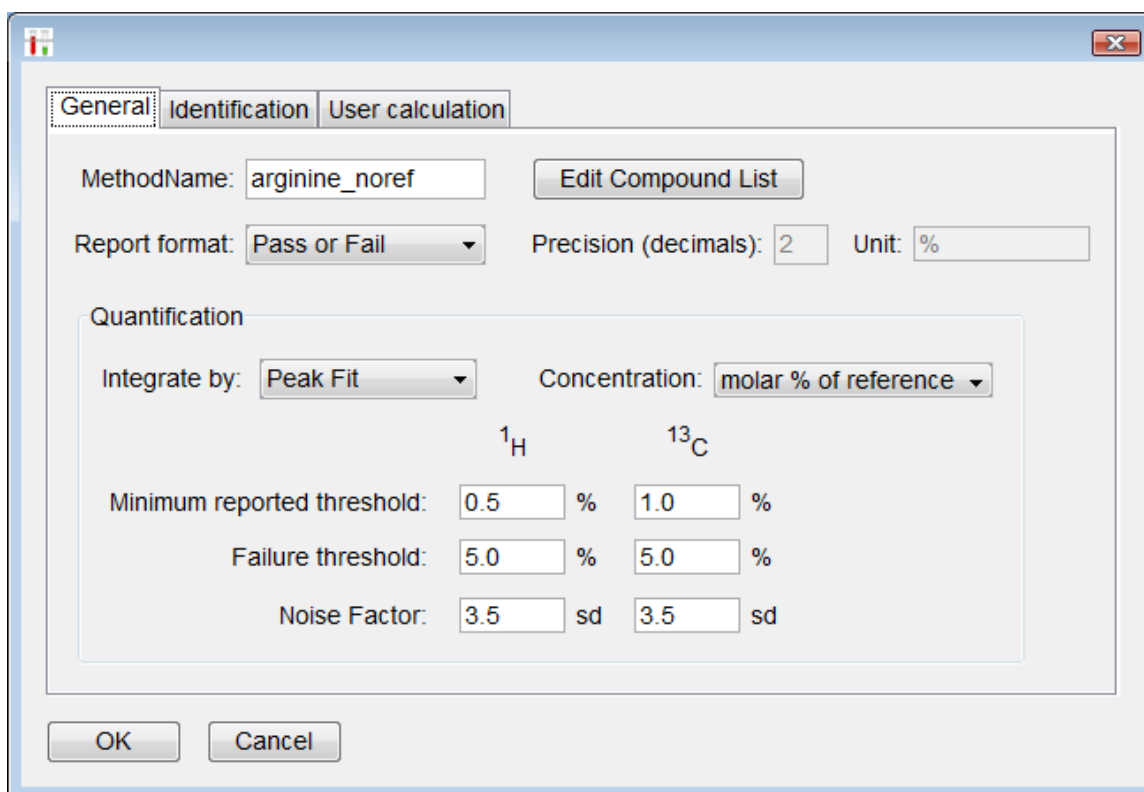 General Identification User calculation
MethodName: arginine_noref Edit Compound List
Report format: Pass or Fail Precision (decimals): 2 Unit: %
Quantification
Integrate by: Peak Fit Concentration: molar % of reference
¹H ¹³C
Minimum reported threshold: 0.5 % 1.0 %
Failure threshold: 5.0 % 5.0 %
Noise Factor: 3.5 sd 3.5 sd
OK Cancel